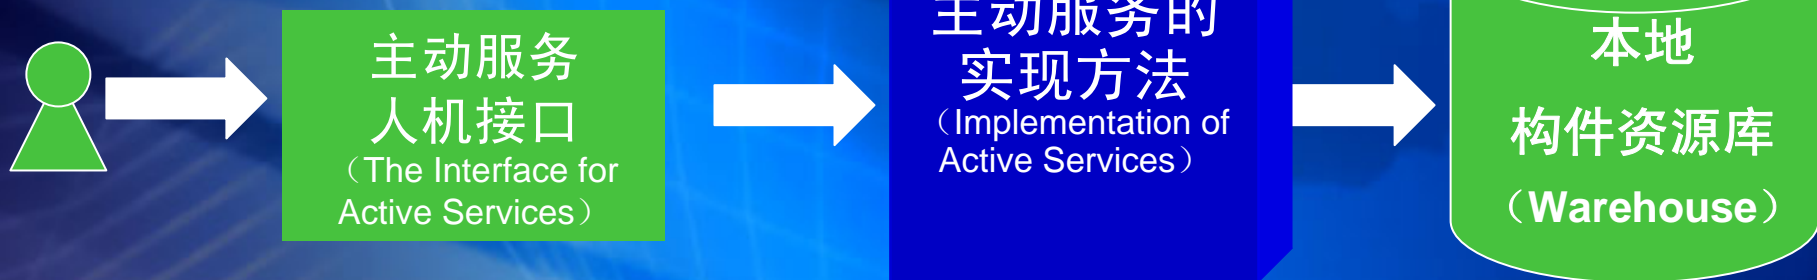 主动服务
人机接口
（The Interface for
Active Services）
主动服务的
实现方法
（Implementation of
Active Services）
本地
构件资源库
（Warehouse）